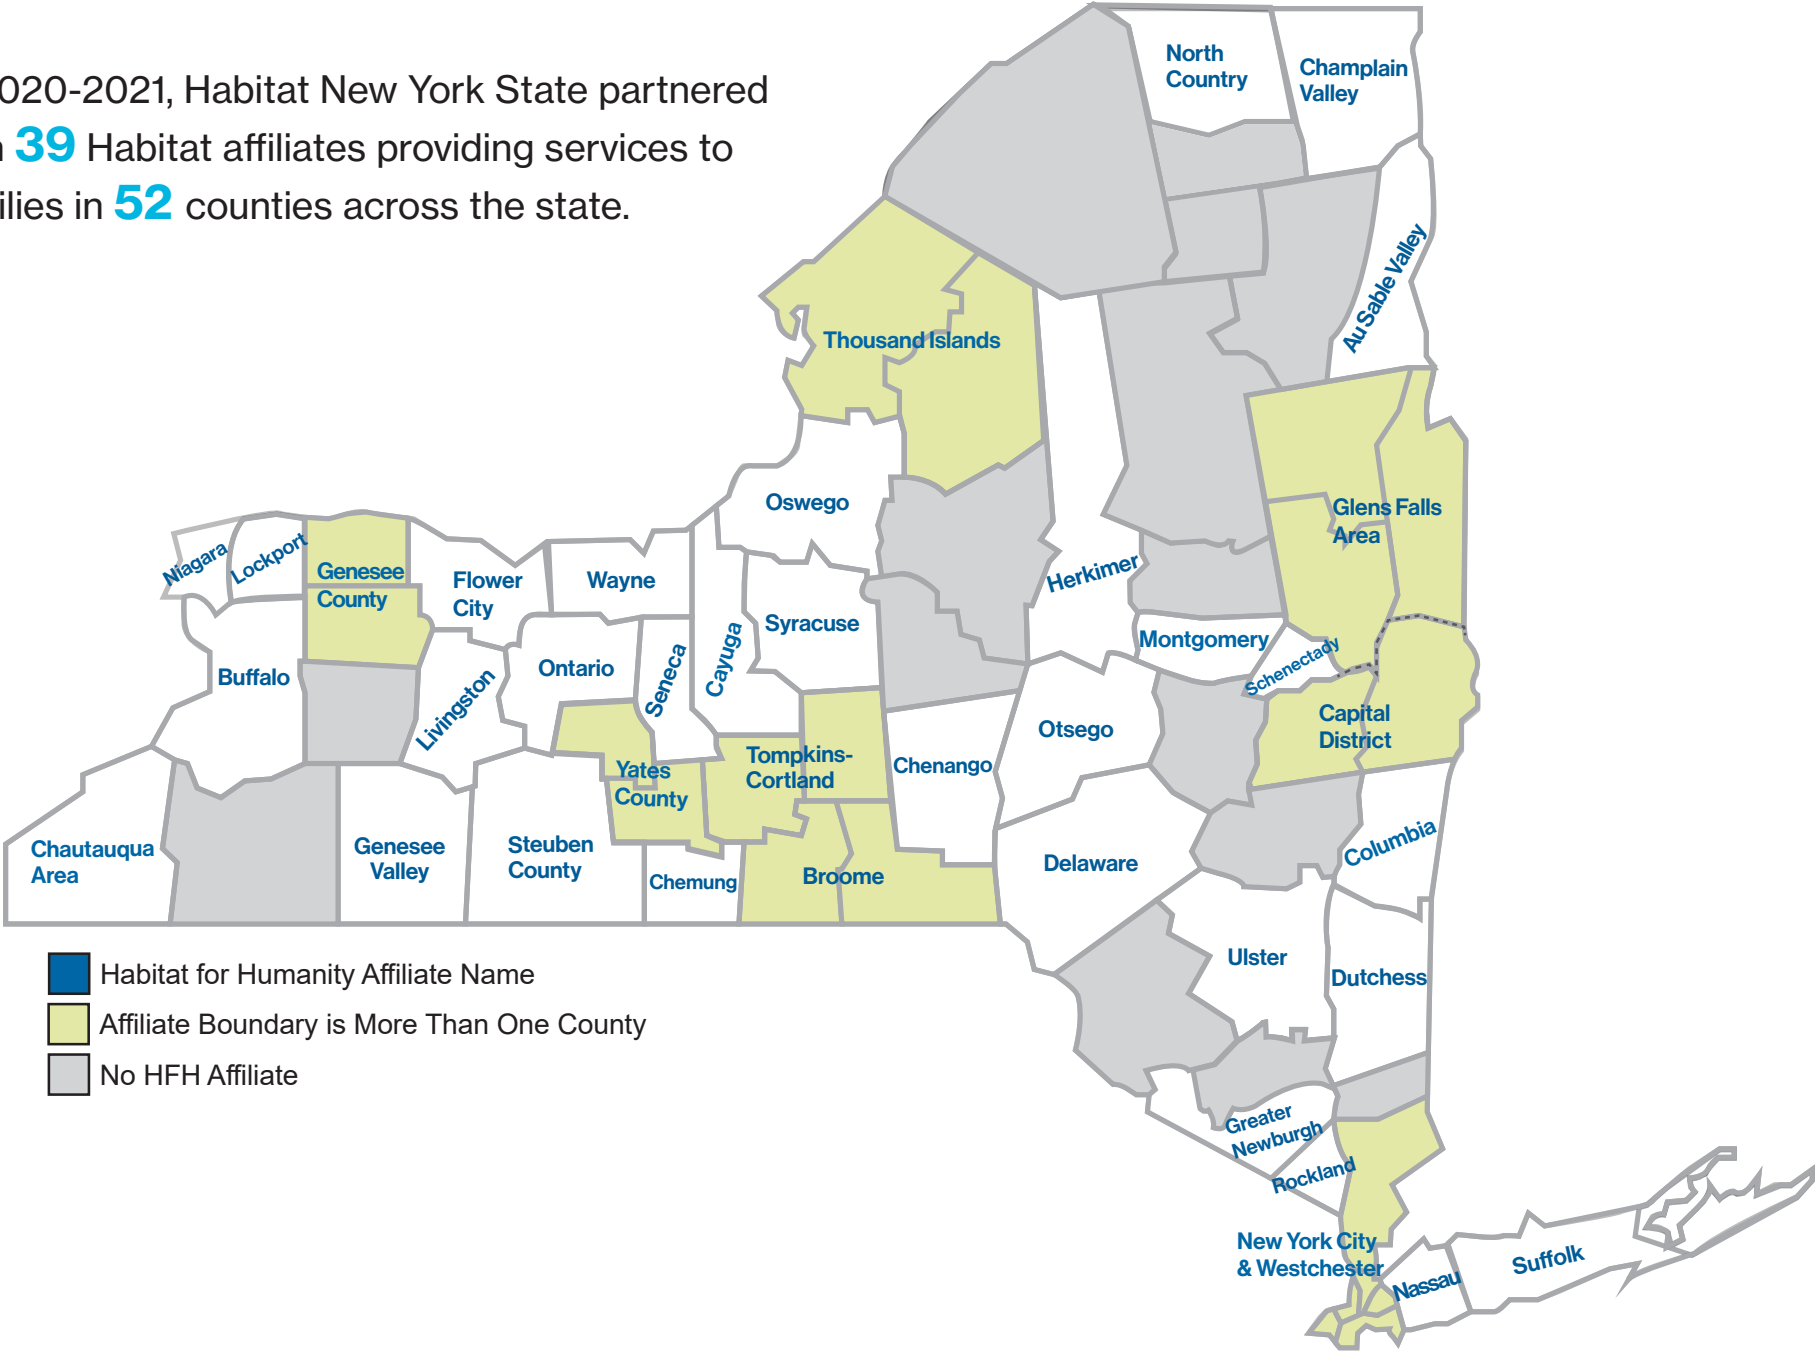 020-2021, Habitat New York State partnered
39 Habitat affiliates providing services to
ilies in 52 counties across the state.
North
Country
Champlain
Valley
Au Sable Valley
Thousand Islands
Oswego
Glens Falls
Area
Niagara
Lockport
Genesee
County
Flower
City
Wayne
Herkimer
Syracuse
Cayuga
Seneca
Ontario
Montgomery
Schenectady
Buffalo
Livingston
Otsego
Capital
District
Yates
County
Tompkins-
Cortland
Chenango
Chautauqua
Area
Genesee
Valley
Steuben
County
Chemung
Broome
Delaware
Columbia
Ulster
Dutchess
Habitat for Humanity Affiliate Name
Affiliate Boundary is More Than One County
No HFH Affiliate
Greater
Newburgh
Rockland
New York City
& Westchester
Nassau
Suffolk